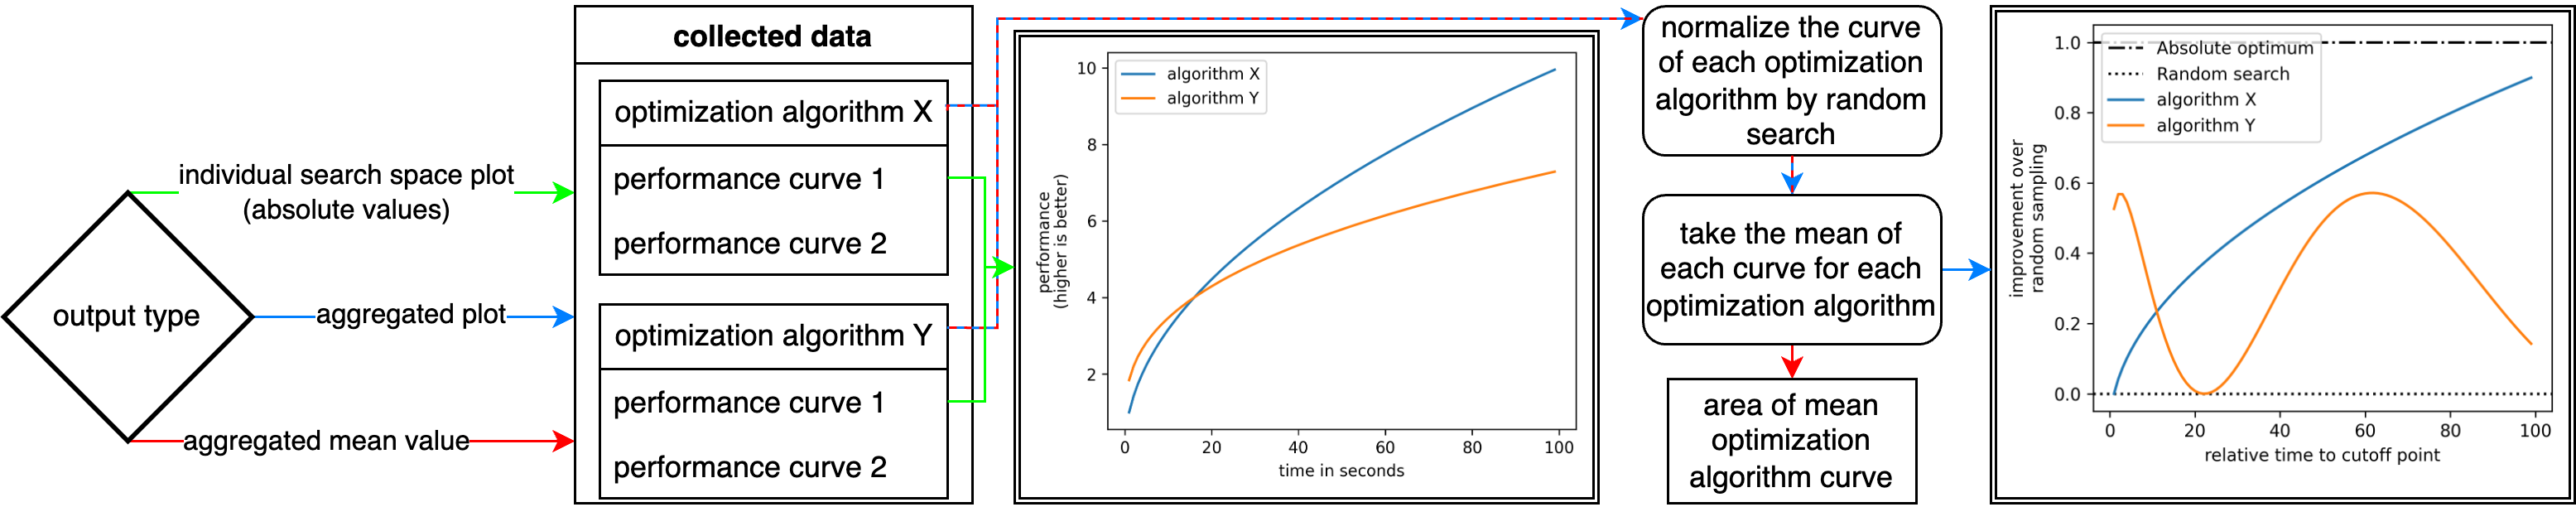 output type
individual search space plot
(absolute values)
aggregated plot
aggregated mean value
collected data
optimization algorithm X
performance curve 1
performance curve 2
optimization algorithm Y
performance curve 1
performance curve 2
algorithm X
algorithm Y
10
8
6
4
2
performance
(higher is better)
0 20 40 60 80 100
time in seconds
normalize the curve
of each optimization
algorithm by random
search
take the mean of
each curve for each
optimization algorithm
area of mean
optimization
algorithm curve
Absolute optimum
Random search
algorithm X
algorithm Y
1.0
0.8
0.6
0.4
0.2
0.0
improvement over
random sampling
0 20 40 60 80 100
relative time to cutoff point